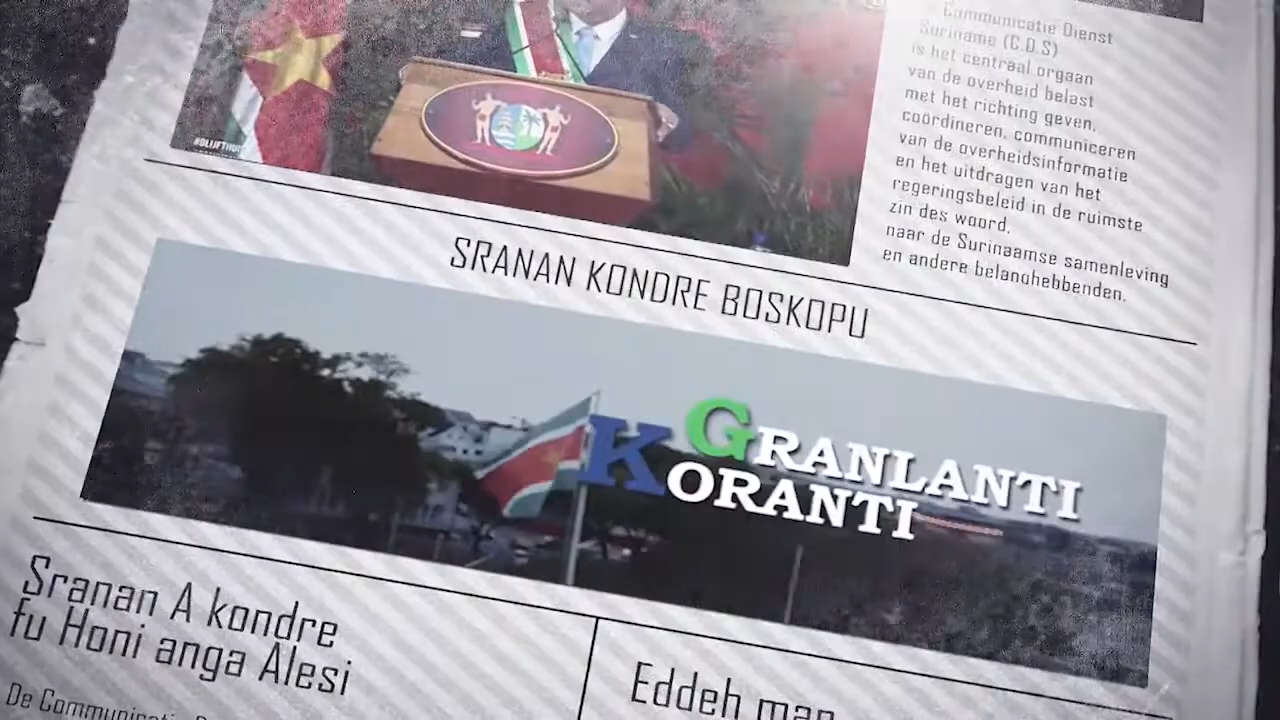 Communicatie Dienst
Suriname (C.D.S)
is het centraal orgaan
van de overheid belast
met het richting geven,
coördineren, communiceren
van de overheidsinformatie
en het uitdragen van het
regeringsbeleid in de ruimste
zin des woord,
naar de Surinaamse samenleving
en andere belanghebbenden.
SRANAN KONDRE BOSKOPU
GRANLANTI
KORANTI
Sranan A kondre
fu Honi anga Alesi
Eddeh man
De